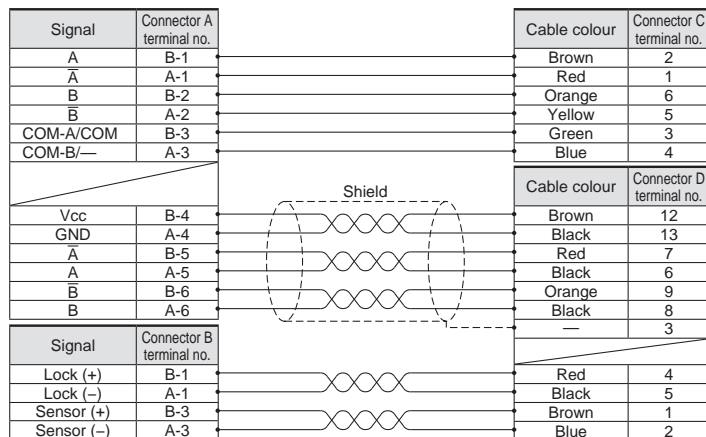 Signal Connector A terminal no. Cable colour Connector C terminal no.
A B-1 Brown 2
A̅ A-1 Red 1
B B-2 Orange 6
B̅ A-2 Yellow 5
COM-A/COM B-3 Green 3
COM-B/— A-3 Blue 4
Shield
Cable colour Connector D terminal no.
Vcc B-4 Brown 12
GND A-4 Black 13
A̅ B-5 Red 7
A A-5 Black 6
B̅ B-6 Orange 9
B A-6 Black 8
— 3
Signal Connector B terminal no.
Lock (+) B-1 Red 4
Lock (−) A-1 Black 5
Sensor (+) B-3 Brown 1
Sensor (−) A-3 Blue 2